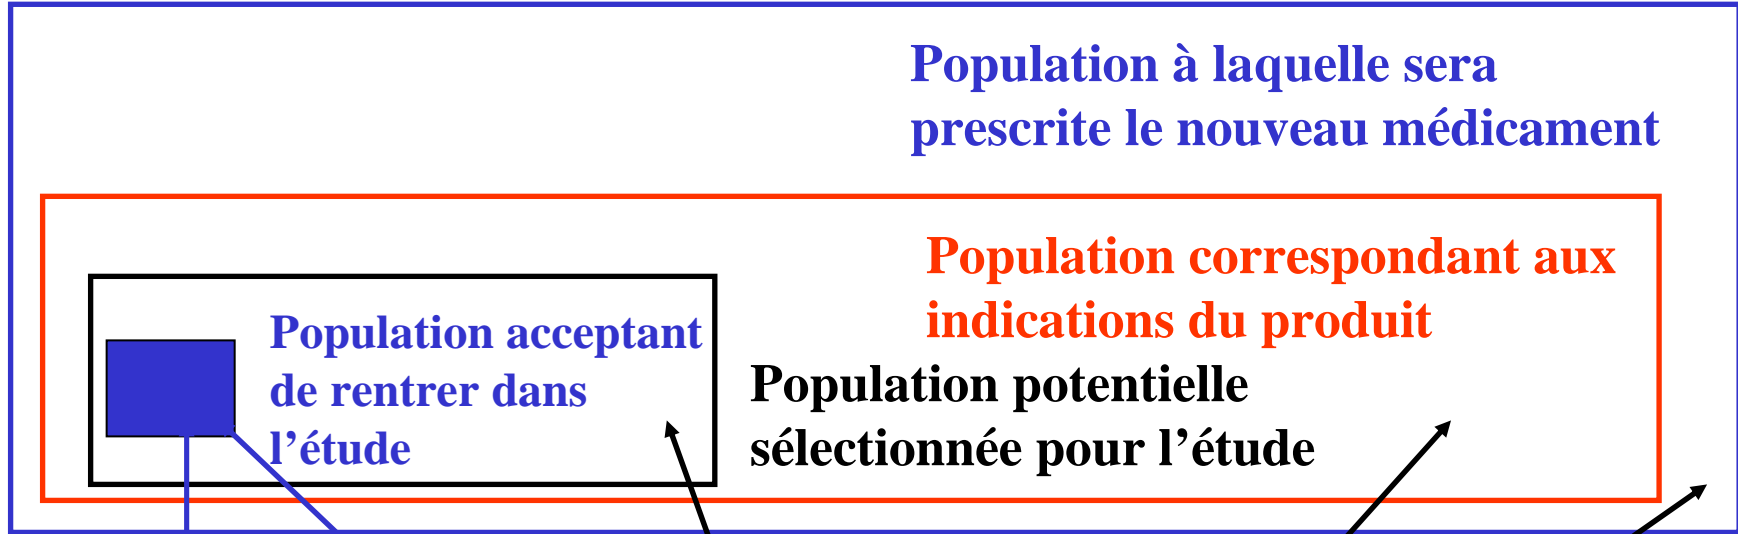 Population à laquelle sera
prescrite le nouveau médicament
Population correspondant aux
indications du produit
Population acceptant
de rentrer dans
l’étude
Population potentielle
sélectionnée pour l’étude